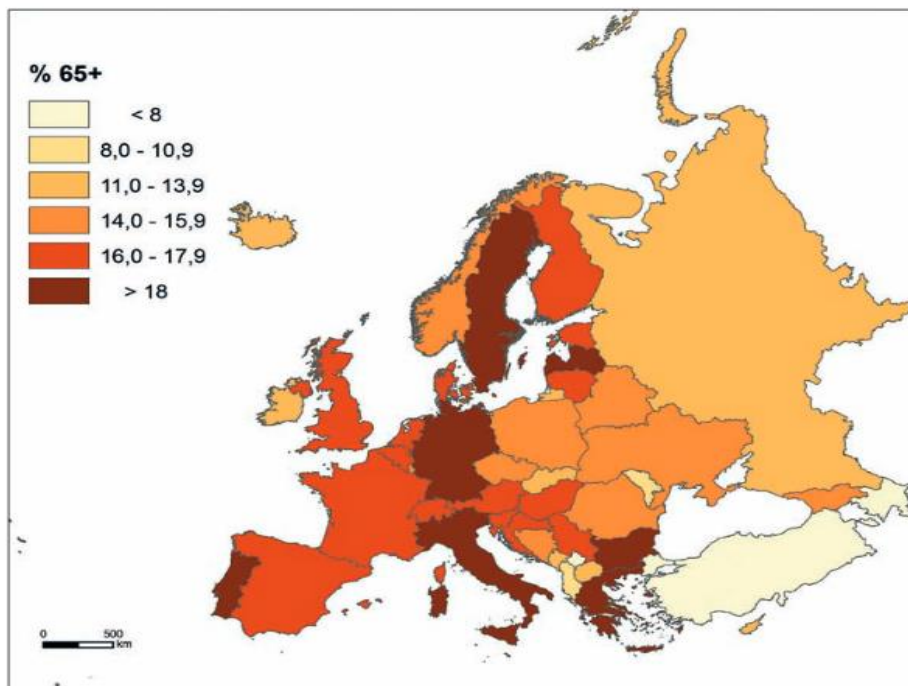 % 65+
< 8
8,0 - 10,9
11,0 - 13,9
14,0 - 15,9
16,0 - 17,9
> 18
0 500
km